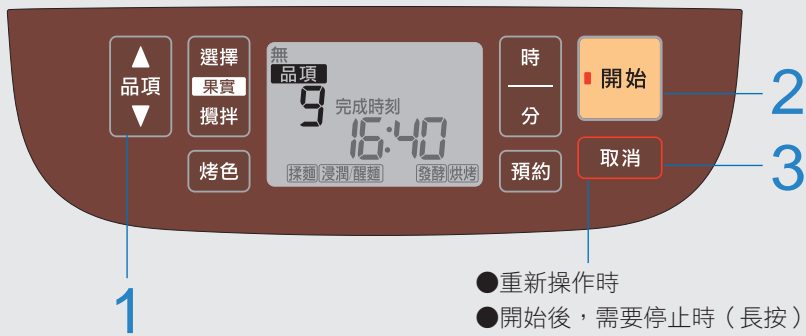 ▲
品項
▼
選擇
果實
攪拌
烤色
無
品項
9
完成時刻
16:40
揉麵 浸潤/醒麵 發酵 烘烤
時
分
預約
開始
取消
1
2
3
●重新操作時
●開始後，需要停止時（長按）